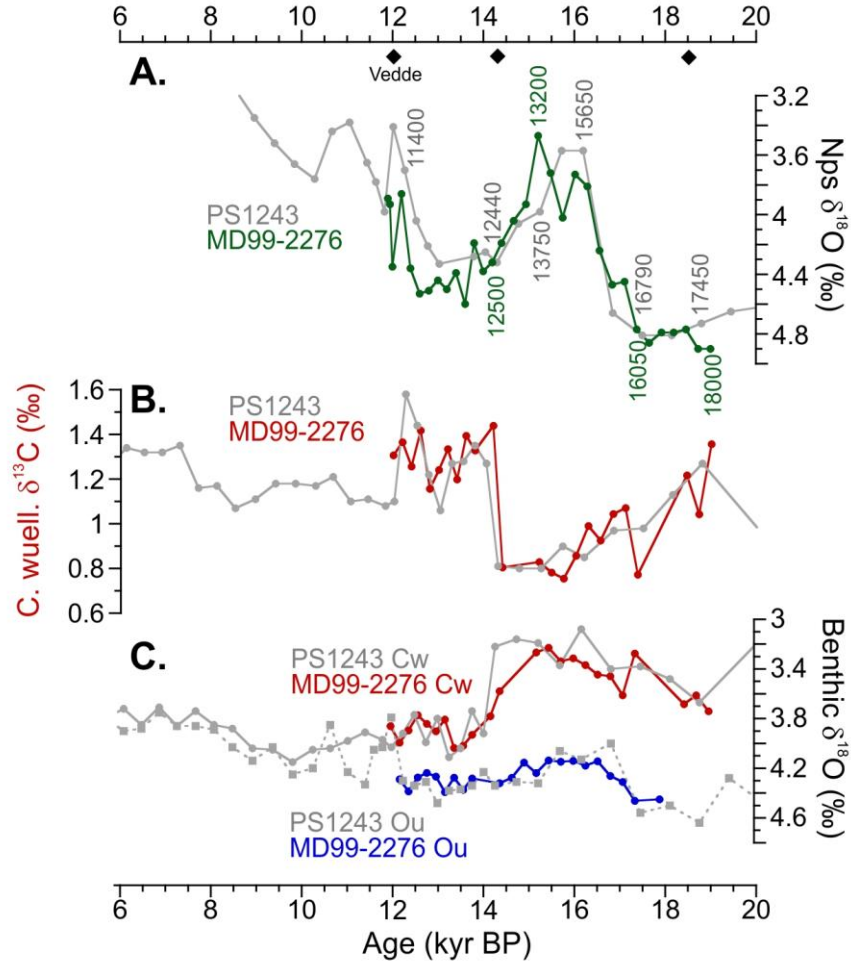 6 8 10 12 14 16 18 20
A.
Vedde
11400
12440
13200
13750
15650
16790
17450
12500
16050
18000
PS1243
MD99-2276
3.2
3.6
4
4.4
4.8
Nps δ18O (‰)
B.
PS1243
MD99-2276
1.6
1.4
1.2
1
0.8
0.6
C. wuell. δ13C (‰)
C.
PS1243 Cw
MD99-2276 Cw
PS1243 Ou
MD99-2276 Ou
3
3.4
3.8
4.2
4.6
Benthic δ18O (‰)
6 8 10 12 14 16 18 20
Age (kyr BP)